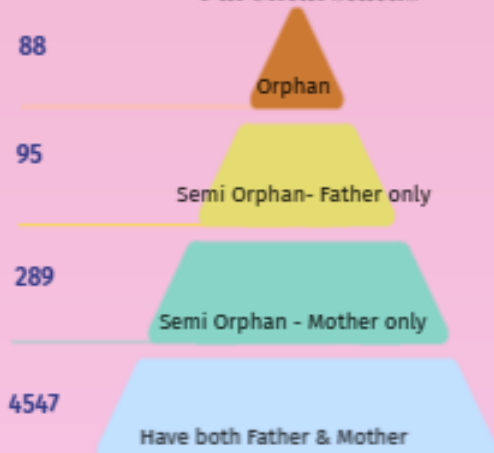 88
Orphan
95
Semi Orphan- Father only
289
Semi Orphan - Mother only
4547
Have both Father & Mother